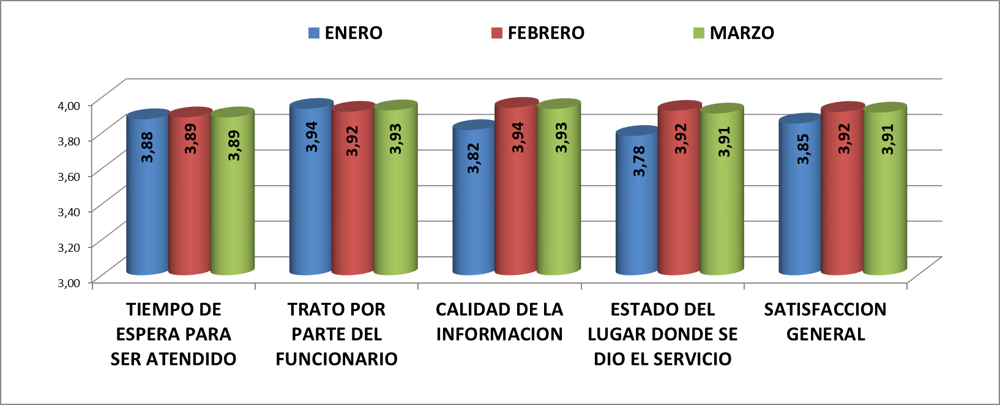 ENERO FEBRERO MARZO
4,00
3,80
3,60
3,40
3,20
3,00
3,88 3,89 3,89
3,94 3,92 3,93
3,82 3,94 3,93
3,78 3,92 3,91
3,85 3,92 3,91
TIEMPO DE
ESPERA PARA
SER ATENDIDO
TRATO POR
PARTE DEL
FUNCIONARIO
CALIDAD DE LA
INFORMACION
ESTADO DEL
LUGAR DONDE SE
DIO EL SERVICIO
SATISFACCION
GENERAL